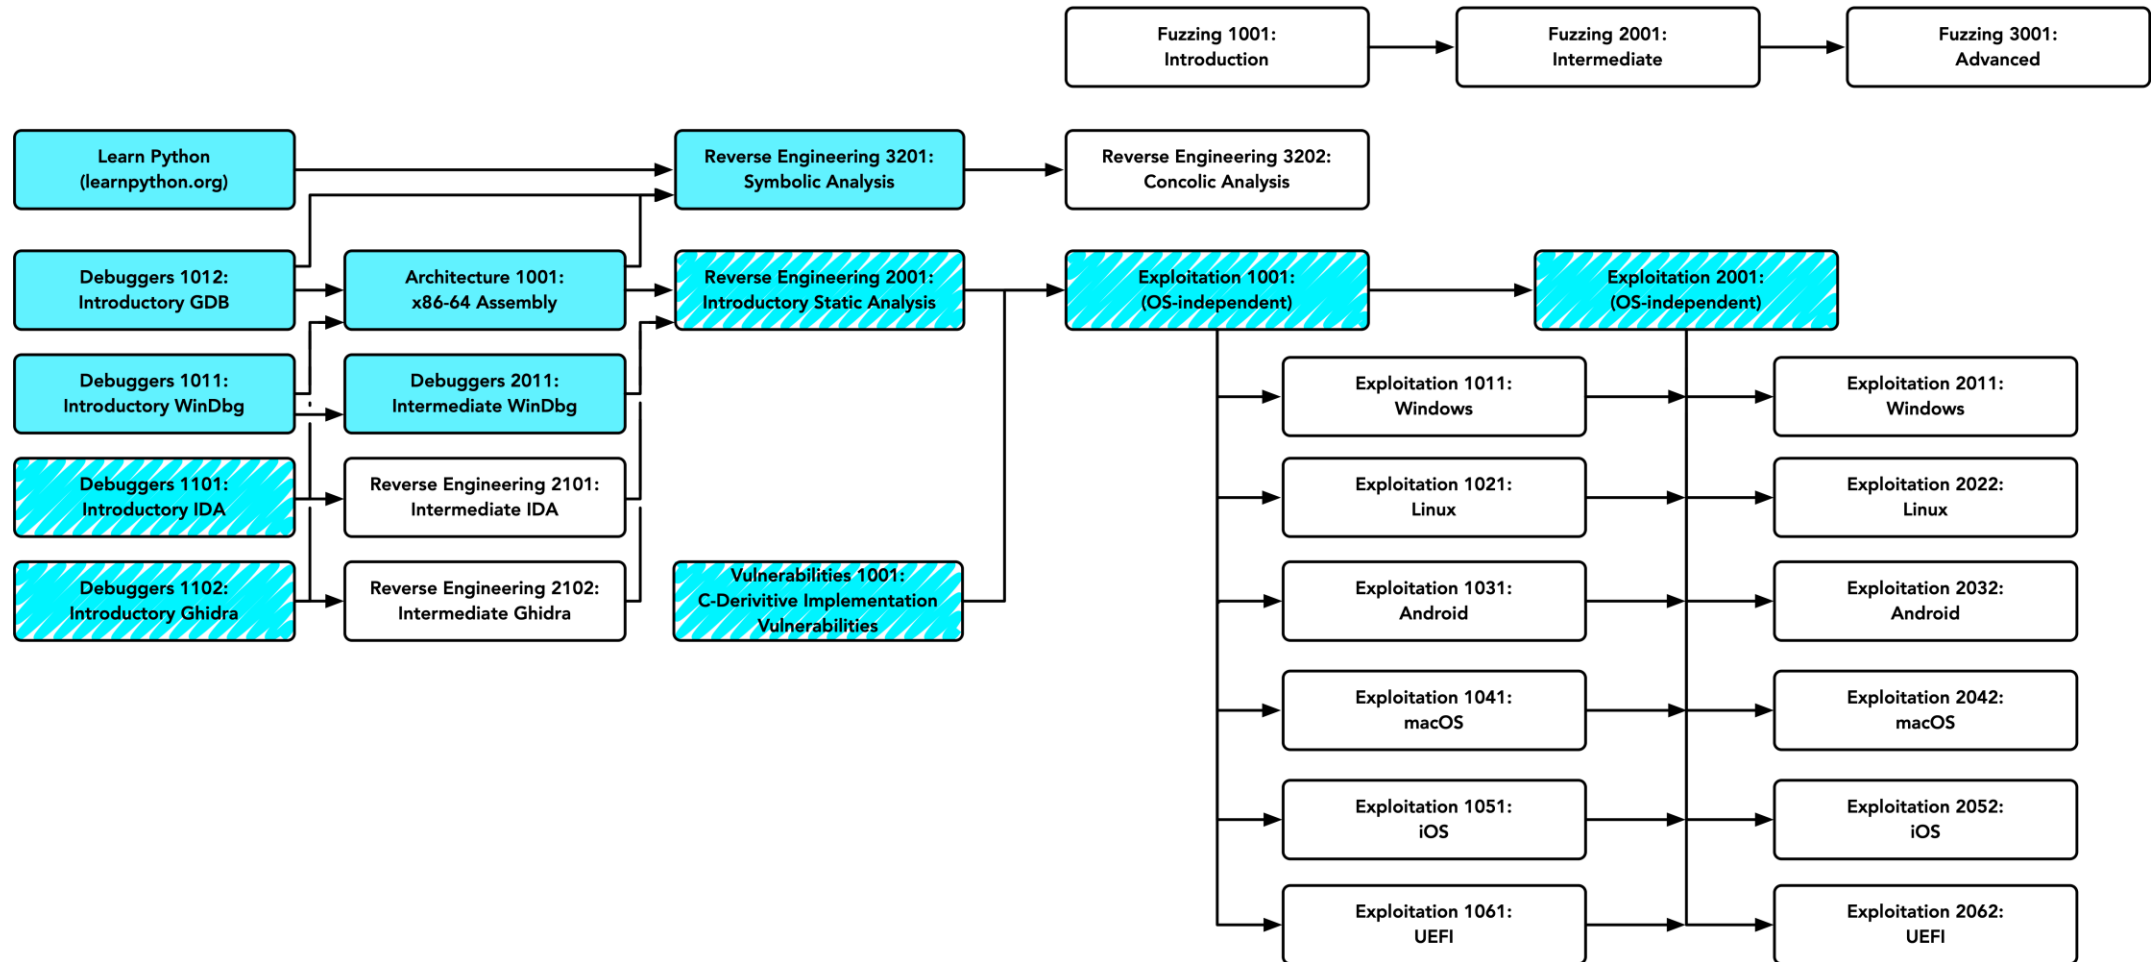 Fuzzing 1001:
Introduction
Fuzzing 2001:
Intermediate
Fuzzing 3001:
Advanced
Learn Python
(learnpython.org)
Reverse Engineering 3201:
Symbolic Analysis
Reverse Engineering 3202:
Concolic Analysis
Debuggers 1012:
Introductory GDB
Architecture 1001:
x86-64 Assembly
Reverse Engineering 2001:
Introductory Static Analysis
Exploitation 1001:
(OS-independent)
Exploitation 2001:
(OS-independent)
Debuggers 1011:
Introductory WinDbg
Debuggers 2011:
Intermediate WinDbg
Exploitation 1011:
Windows
Exploitation 2011:
Windows
Debuggers 1101:
Introductory IDA
Reverse Engineering 2101:
Intermediate IDA
Exploitation 1021:
Linux
Exploitation 2022:
Linux
Debuggers 1102:
Introductory Ghidra
Reverse Engineering 2102:
Intermediate Ghidra
Vulnerabilities 1001:
C-Derivitive Implementation
Vulnerabilities
Exploitation 1031:
Android
Exploitation 2032:
Android
Exploitation 1041:
macOS
Exploitation 2042:
macOS
Exploitation 1051:
iOS
Exploitation 2052:
iOS
Exploitation 1061:
UEFI
Exploitation 2062:
UEFI